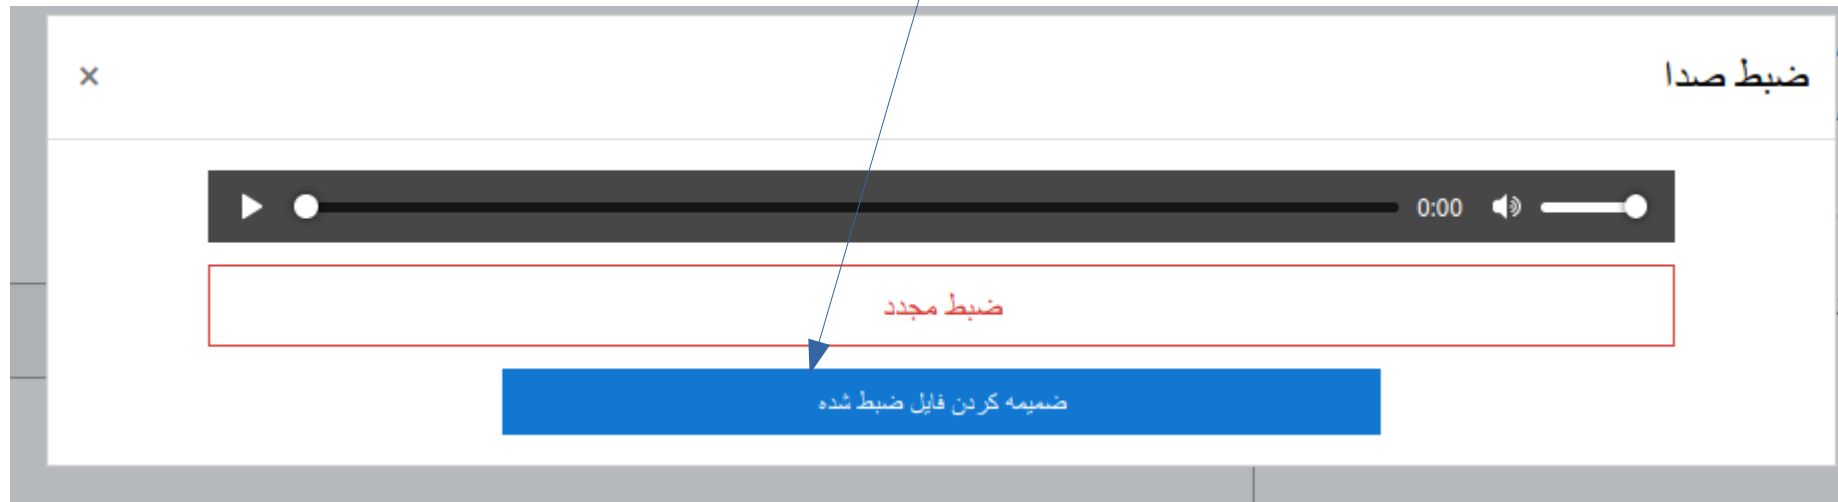 ضبط صدا
×
0:00
ضبط مجدد
ضمیمه کردن فایل ضبط شده